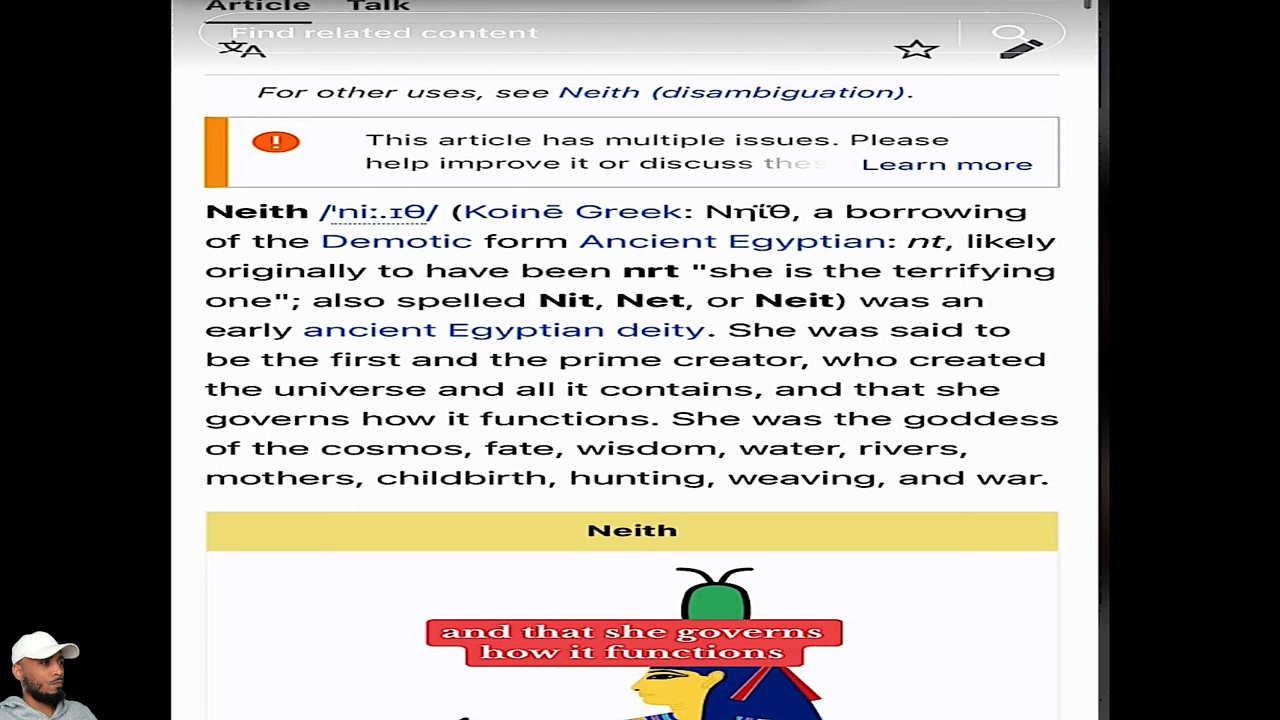 Article Talk
Find related content
文A
For other uses, see Neith (disambiguation).
This article has multiple issues. Please
help improve it or discuss these Learn more
Neith /ˈniː.ɪθ/ (Koinē Greek: Νηΐθ, a borrowing
of the Demotic form Ancient Egyptian: nt, likely
originally to have been nrt "she is the terrifying
one"; also spelled Nit, Net, or Neit) was an
early ancient Egyptian deity. She was said to
be the first and the prime creator, who created
the universe and all it contains, and that she
governs how it functions. She was the goddess
of the cosmos, fate, wisdom, water, rivers,
mothers, childbirth, hunting, weaving, and war.
Neith
and that she governs
how it functions